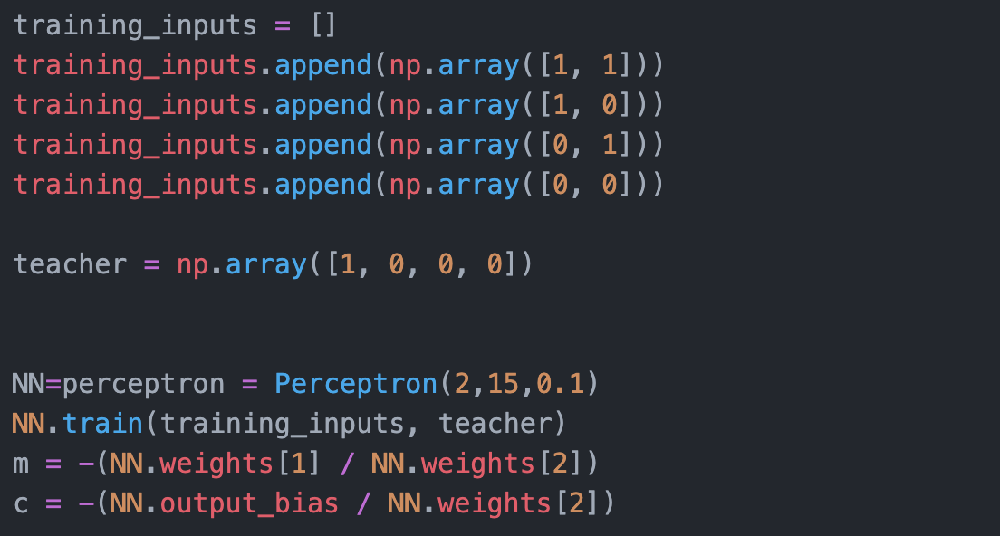 training_inputs = []
training_inputs.append(np.array([1, 1]))
training_inputs.append(np.array([1, 0]))
training_inputs.append(np.array([0, 1]))
training_inputs.append(np.array([0, 0]))
teacher = np.array([1, 0, 0, 0])
NN=perceptron = Perceptron(2,15,0.1)
NN.train(training_inputs, teacher)
m = -(NN.weights[1] / NN.weights[2])
c = -(NN.output_bias / NN.weights[2])